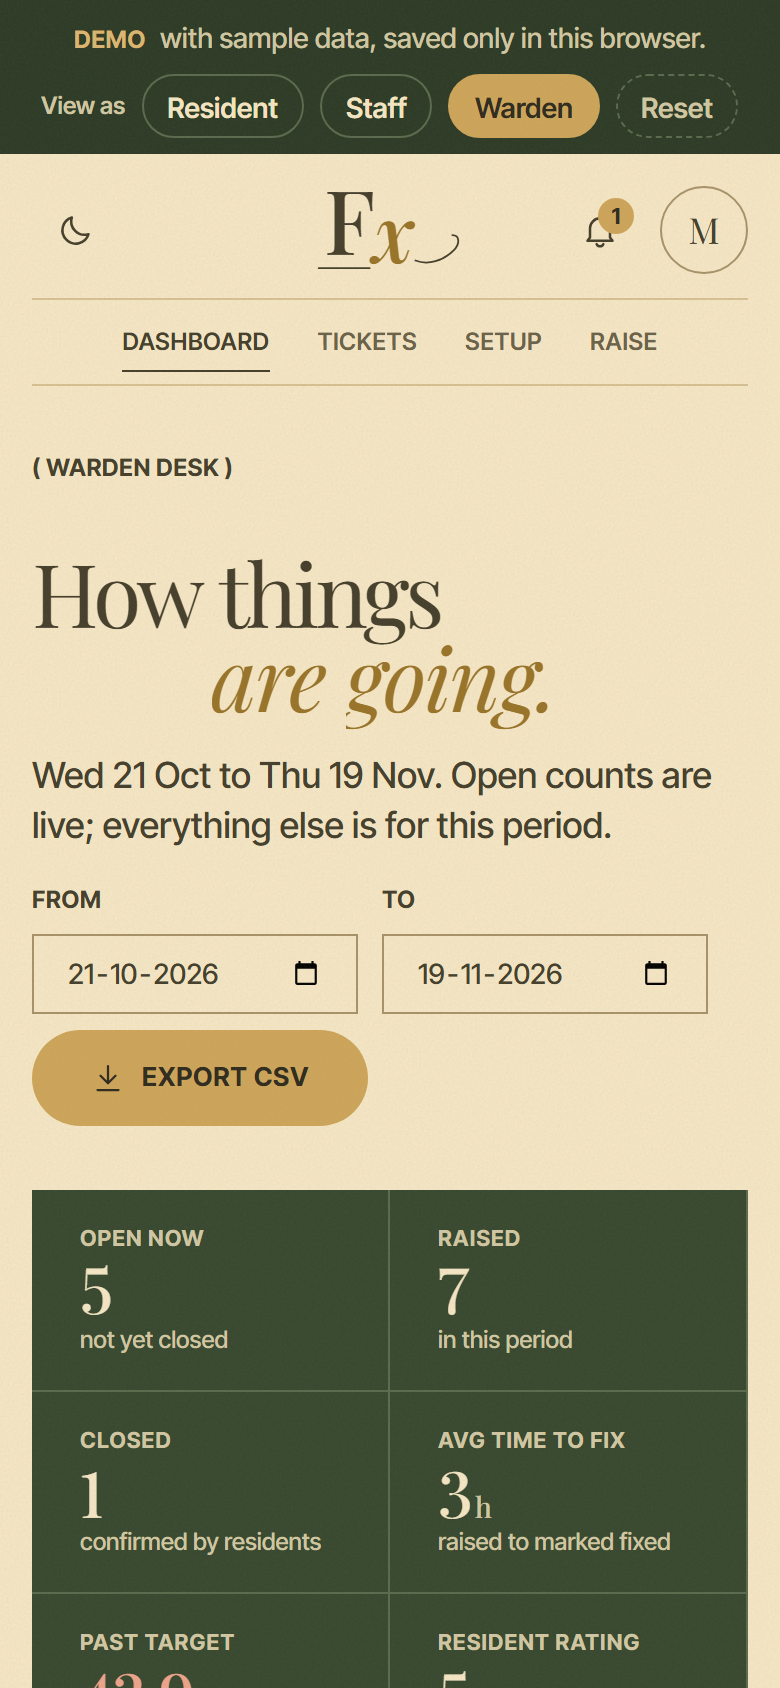 DEMO with sample data, saved only in this browser.
View as Resident Staff Warden Reset
Fx 1 M
DASHBOARD TICKETS SETUP RAISE
( WARDEN DESK )
How things
are going.
Wed 21 Oct to Thu 19 Nov. Open counts are
live; everything else is for this period.
FROM TO
21-10-2026 19-11-2026
EXPORT CSV
OPEN NOW RAISED
5 7
not yet closed in this period
CLOSED AVG TIME TO FIX
1 3h
confirmed by residents raised to marked fixed
PAST TARGET RESIDENT RATING